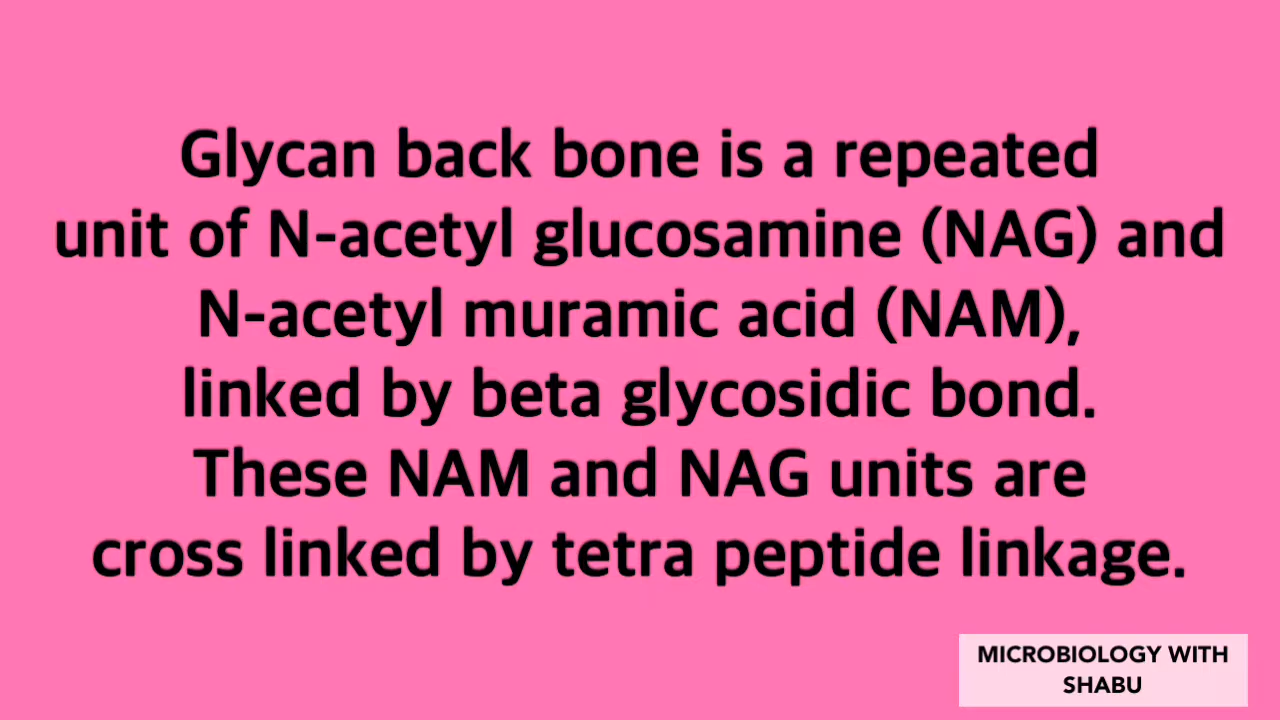 Glycan back bone is a repeated
unit of N-acetyl glucosamine (NAG) and
N-acetyl muramic acid (NAM),
linked by beta glycosidic bond.
These NAM and NAG units are
cross linked by tetra peptide linkage.
MICROBIOLOGY WITH
SHABU